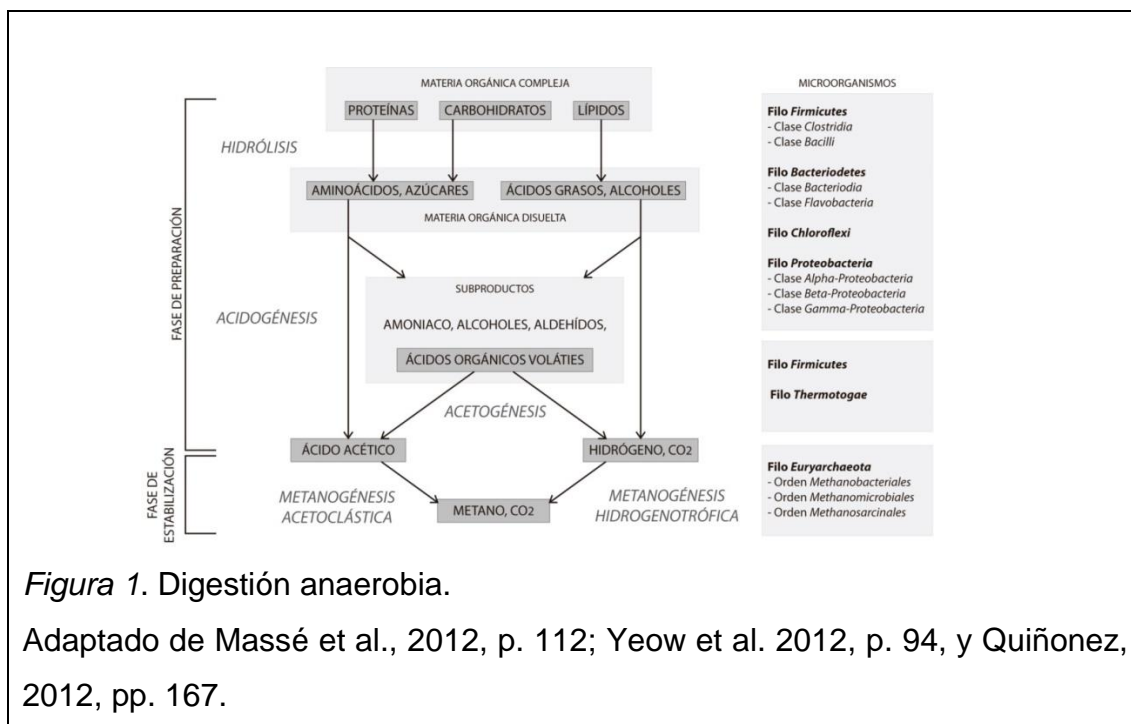 MATERIA ORGÁNICA COMPLEJA
PROTEÍNAS CARBOHIDRATOS LÍPIDOS
HIDRÓLISIS
AMINOÁCIDOS, AZÚCARES ÁCIDOS GRASOS, ALCOHOLES
MATERIA ORGÁNICA DISUELTA
FASE DE PREPARACIÓN
SUBPRODUCTOS
ACIDOGÉNESIS
AMONIACO, ALCOHOLES, ALDEHÍDOS,
ÁCIDOS ORGÁNICOS VOLÁTIES
ACETOGÉNESIS
ÁCIDO ACÉTICO HIDRÓGENO, CO2
FASE DE
ESTABILIZACIÓN
METANOGÉNESIS
ACETOCLÁSTICA
METANO, CO2
METANOGÉNESIS
HIDROGENOTRÓFICA
MICROORGANISMOS
Filo Firmicutes
- Clase Clostridia
- Clase Bacilli
Filo Bacteriodetes
- Clase Bacteriodia
- Clase Flavobacteria
Filo Chloroflexi
Filo Proteobacteria
- Clase Alpha-Proteobacteria
- Clase Beta-Proteobacteria
- Clase Gamma-Proteobacteria
Filo Firmicutes
Filo Thermotogae
Filo Euryarchaeota
- Orden Methanobacteriales
- Orden Methanomicrobiales
- Orden Methanosarcinales
Figura 1. Digestión anaerobia.
Adaptado de Massé et al., 2012, p. 112; Yeow et al. 2012, p. 94, y Quiñonez,
2012, pp. 167.